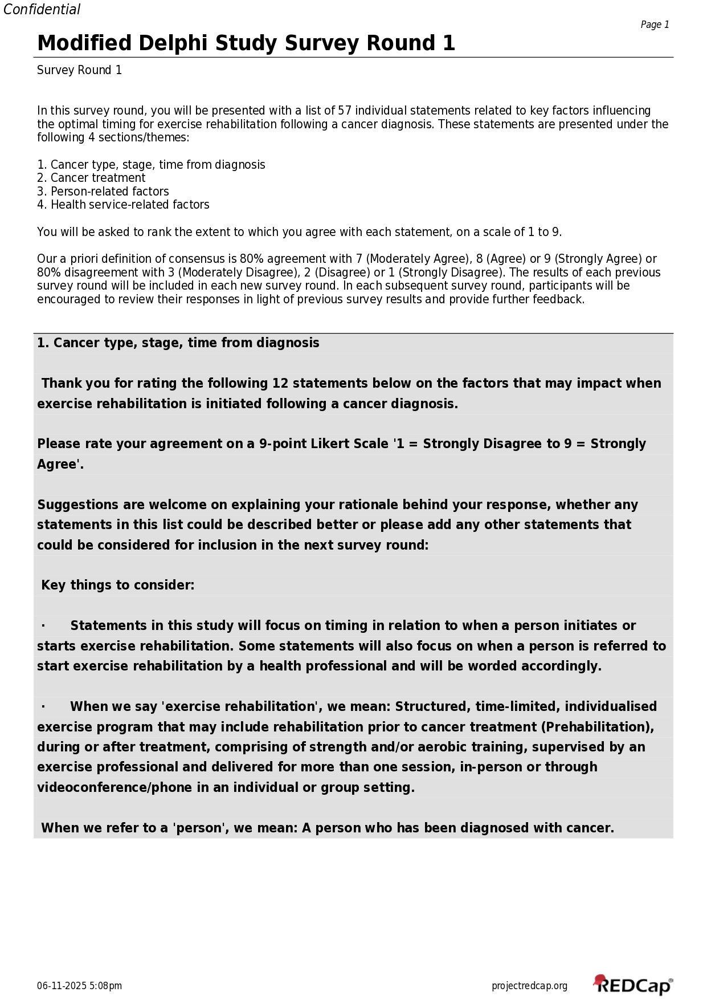 Confidential
Page 1
Modified Delphi Study Survey Round 1
Survey Round 1
In this survey round, you will be presented with a list of 57 individual statements related to key factors influencing
the optimal timing for exercise rehabilitation following a cancer diagnosis. These statements are presented under the
following 4 sections/themes:
1. Cancer type, stage, time from diagnosis
2. Cancer treatment
3. Person-related factors
4. Health service-related factors
You will be asked to rank the extent to which you agree with each statement, on a scale of 1 to 9.
Our a priori definition of consensus is 80% agreement with 7 (Moderately Agree), 8 (Agree) or 9 (Strongly Agree) or
80% disagreement with 3 (Moderately Disagree), 2 (Disagree) or 1 (Strongly Disagree). The results of each previous
survey round will be included in each new survey round. In each subsequent survey round, participants will be
encouraged to review their responses in light of previous survey results and provide further feedback.
1. Cancer type, stage, time from diagnosis
Thank you for rating the following 12 statements below on the factors that may impact when
exercise rehabilitation is initiated following a cancer diagnosis.
Please rate your agreement on a 9-point Likert Scale '1 = Strongly Disagree to 9 = Strongly
Agree'.
Suggestions are welcome on explaining your rationale behind your response, whether any
statements in this list could be described better or please add any other statements that
could be considered for inclusion in the next survey round:
Key things to consider:
· Statements in this study will focus on timing in relation to when a person initiates or
starts exercise rehabilitation. Some statements will also focus on when a person is referred to
start exercise rehabilitation by a health professional and will be worded accordingly.
· When we say 'exercise rehabilitation', we mean: Structured, time-limited, individualised
exercise program that may include rehabilitation prior to cancer treatment (Prehabilitation),
during or after treatment, comprising of strength and/or aerobic training, supervised by an
exercise professional and delivered for more than one session, in-person or through
videoconference/phone in an individual or group setting.
When we refer to a 'person', we mean: A person who has been diagnosed with cancer.
06-11-2025 5:08pm
projectredcap.org
REDCap®